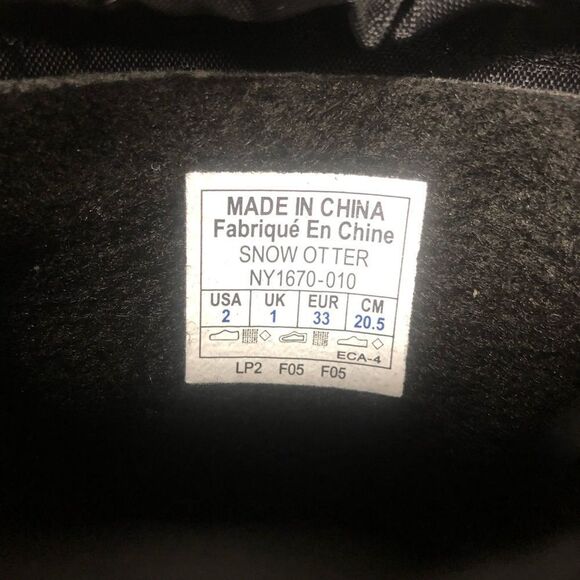 MADE IN CHINA
Fabriqué En Chine
SNOW OTTER
NY1670-010
USA UK EUR CM
2 1 33 20.5
ECA-4
LP2 F05 F05